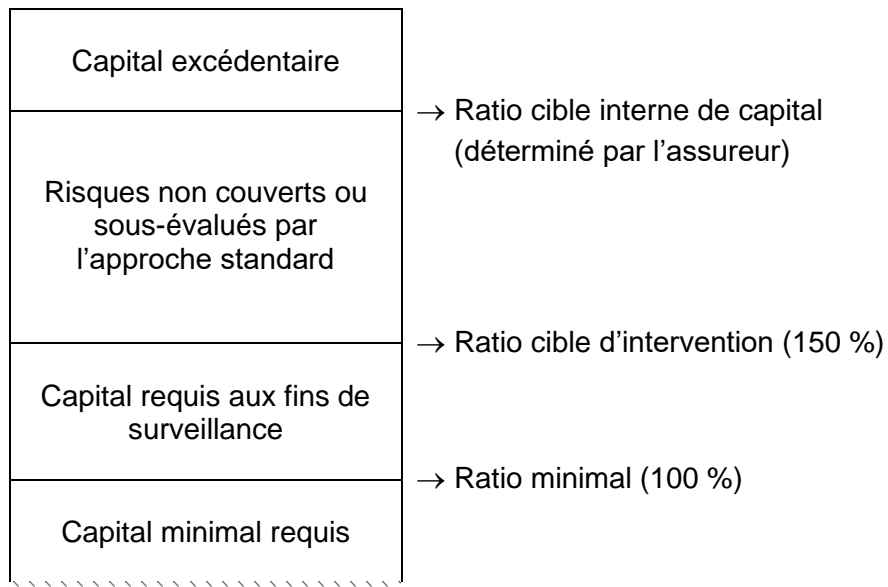 Capital excédentaire
→ Ratio cible interne de capital
(déterminé par l’assureur)
Risques non couverts ou
sous-évalués par
l’approche standard
→ Ratio cible d’intervention (150 %)
Capital requis aux fins de
surveillance
→ Ratio minimal (100 %)
Capital minimal requis